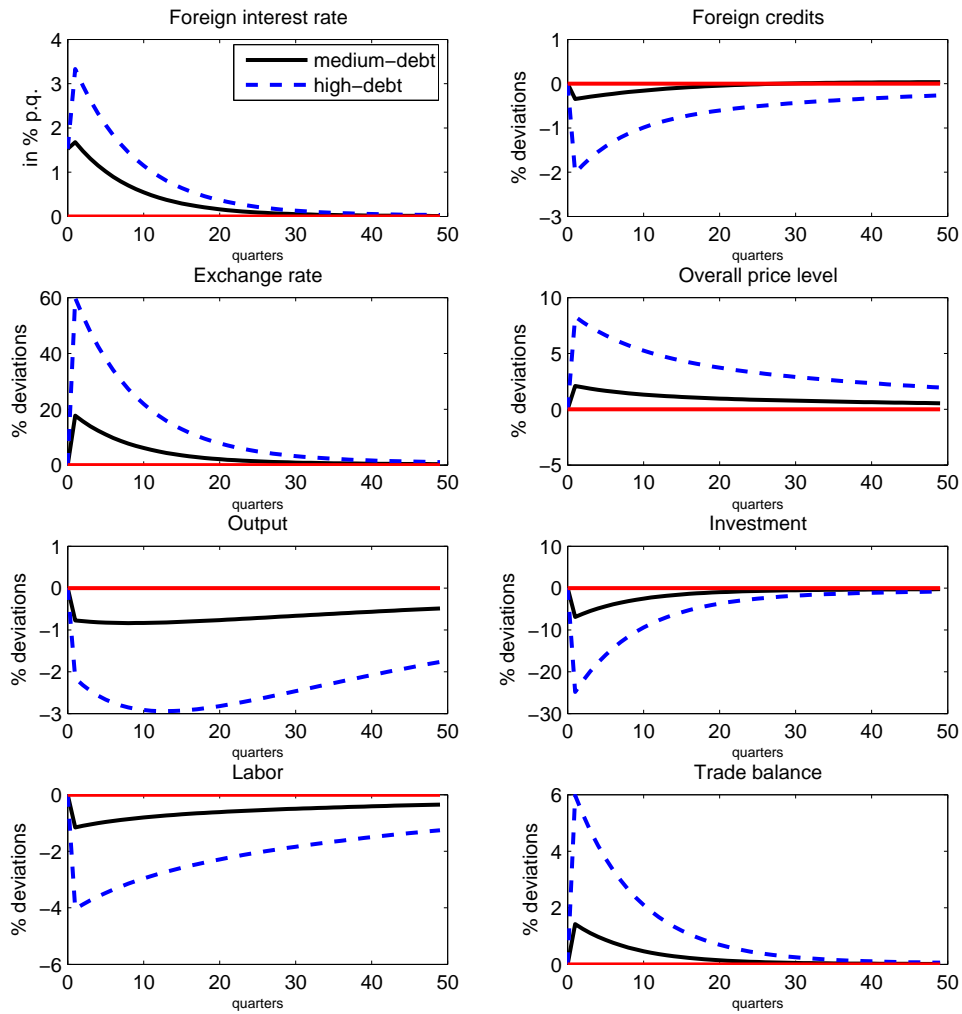 Foreign interest rate
4
3
2
1
0
in % p.q.
medium−debt
high−debt
0 10 20 30 40 50
quarters
Foreign credits
1
0
−1
−2
−3
% deviations
0 10 20 30 40 50
quarters
Exchange rate
60
40
20
0
% deviations
0 10 20 30 40 50
quarters
Overall price level
10
5
0
−5
% deviations
0 10 20 30 40 50
quarters
Output
1
0
−1
−2
−3
% deviations
0 10 20 30 40 50
quarters
Investment
10
0
−10
−20
−30
% deviations
0 10 20 30 40 50
quarters
Labor
0
−2
−4
−6
% deviations
0 10 20 30 40 50
quarters
Trade balance
6
4
2
0
% deviations
0 10 20 30 40 50
quarters